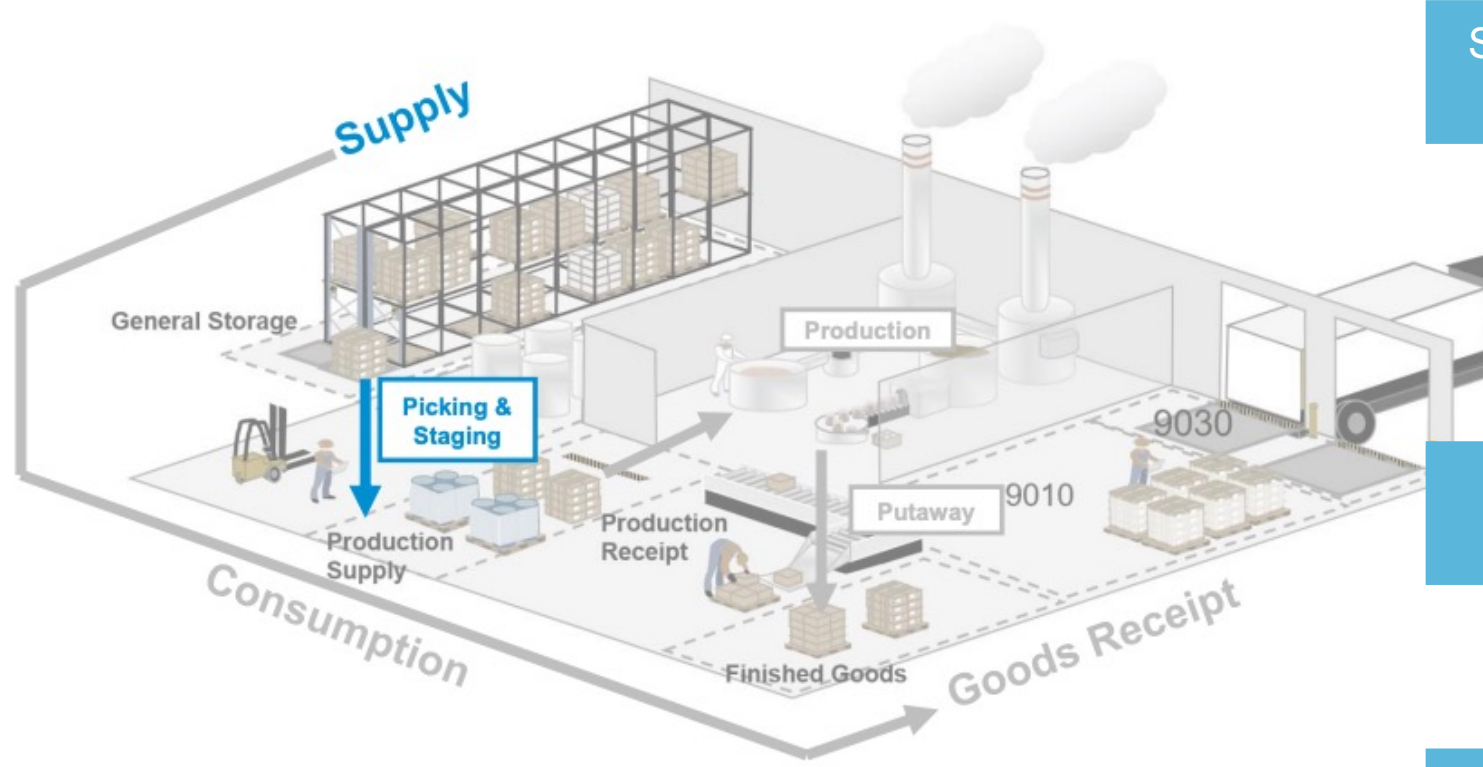 S
Supply
General Storage
Production
Picking &
Staging
9030
9010
Putaway
Production
Receipt
Production
Supply
Consumption
Goods Receipt
Finished Goods